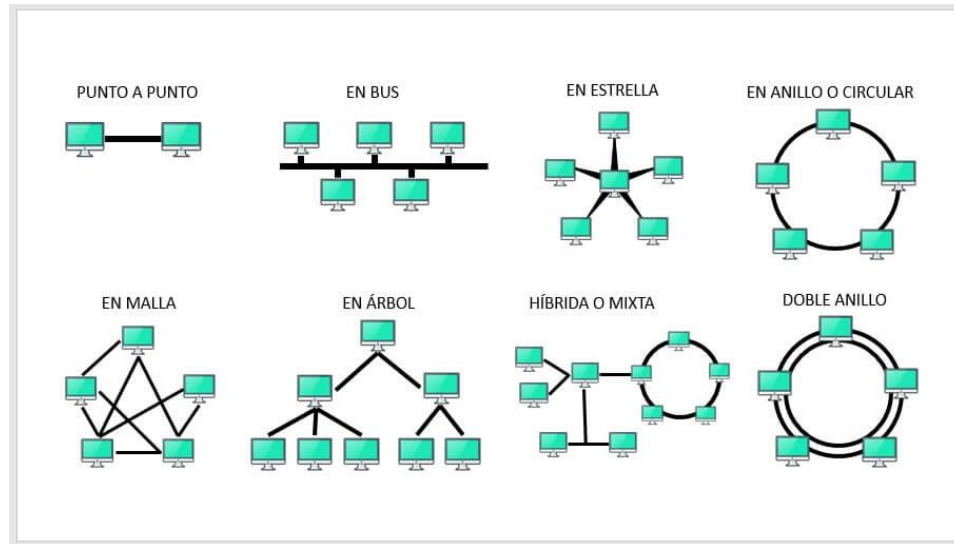 PUNTO A PUNTO
EN BUS
EN ESTRELLA
EN ANILLO O CIRCULAR
EN MALLA
EN ÁRBOL
HÍBRIDA O MIXTA
DOBLE ANILLO